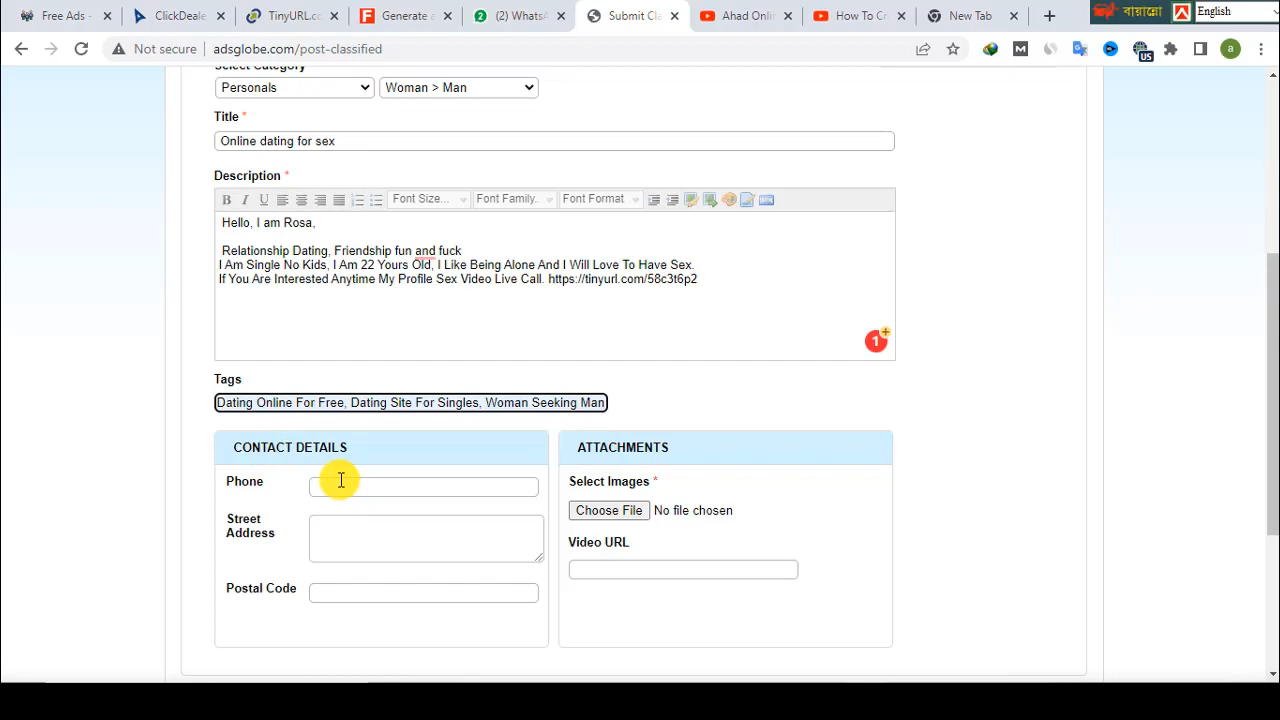 Free Ads -
ClickDeale
TinyURL.co
Game
(2) WhatsA
Submit Cla
Ahad Onli
How To Cr
New Tab
বায়ান্নো
English
Not secure
adsglobe.com/post-classified
US
a
Select Category
Personals
Woman > Man
Title *
Online dating for sex
Description *
Font Size...
Font Family.
Font Format
Hello, I am Rosa,
Relationship Dating, Friendship fun and fuck
I Am Single No Kids, I Am 22 Yours Old, I Like Being Alone And I Will Love To Have Sex.
If You Are Interested Anytime My Profile Sex Video Live Call. https://tinyurl.com/58c3t6p2
1
Tags
Dating Online For Free, Dating Site For Singles, Woman Seeking Man
CONTACT DETAILS
ATTACHMENTS
Phone
Select Images *
Choose File No file chosen
Street
Address
Video URL
Postal Code